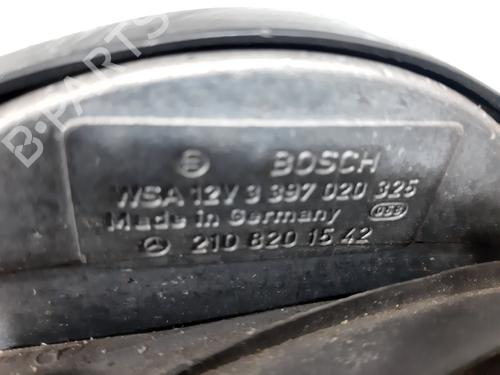 B-PARTS
BOSCH
WSA 12V 3 397 020 325
Made in Germany
210 820 15 42